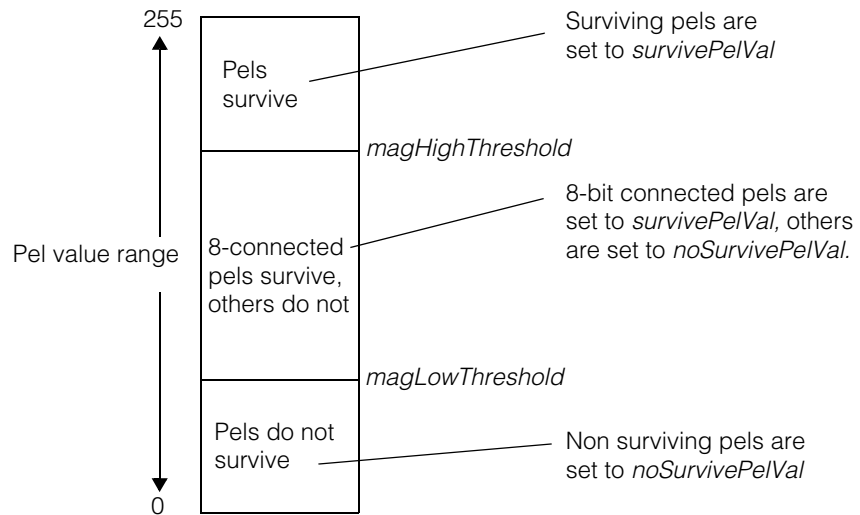 255
Pels
survive
Surviving pels are
set to survivePelVal
magHighThreshold
8-bit connected pels are
set to survivePelVal, others
are set to noSurvivePelVal.
Pel value range
8-connected
pels survive,
others do not
magLowThreshold
Pels do not
survive
Non surviving pels are
set to noSurvivePelVal
0